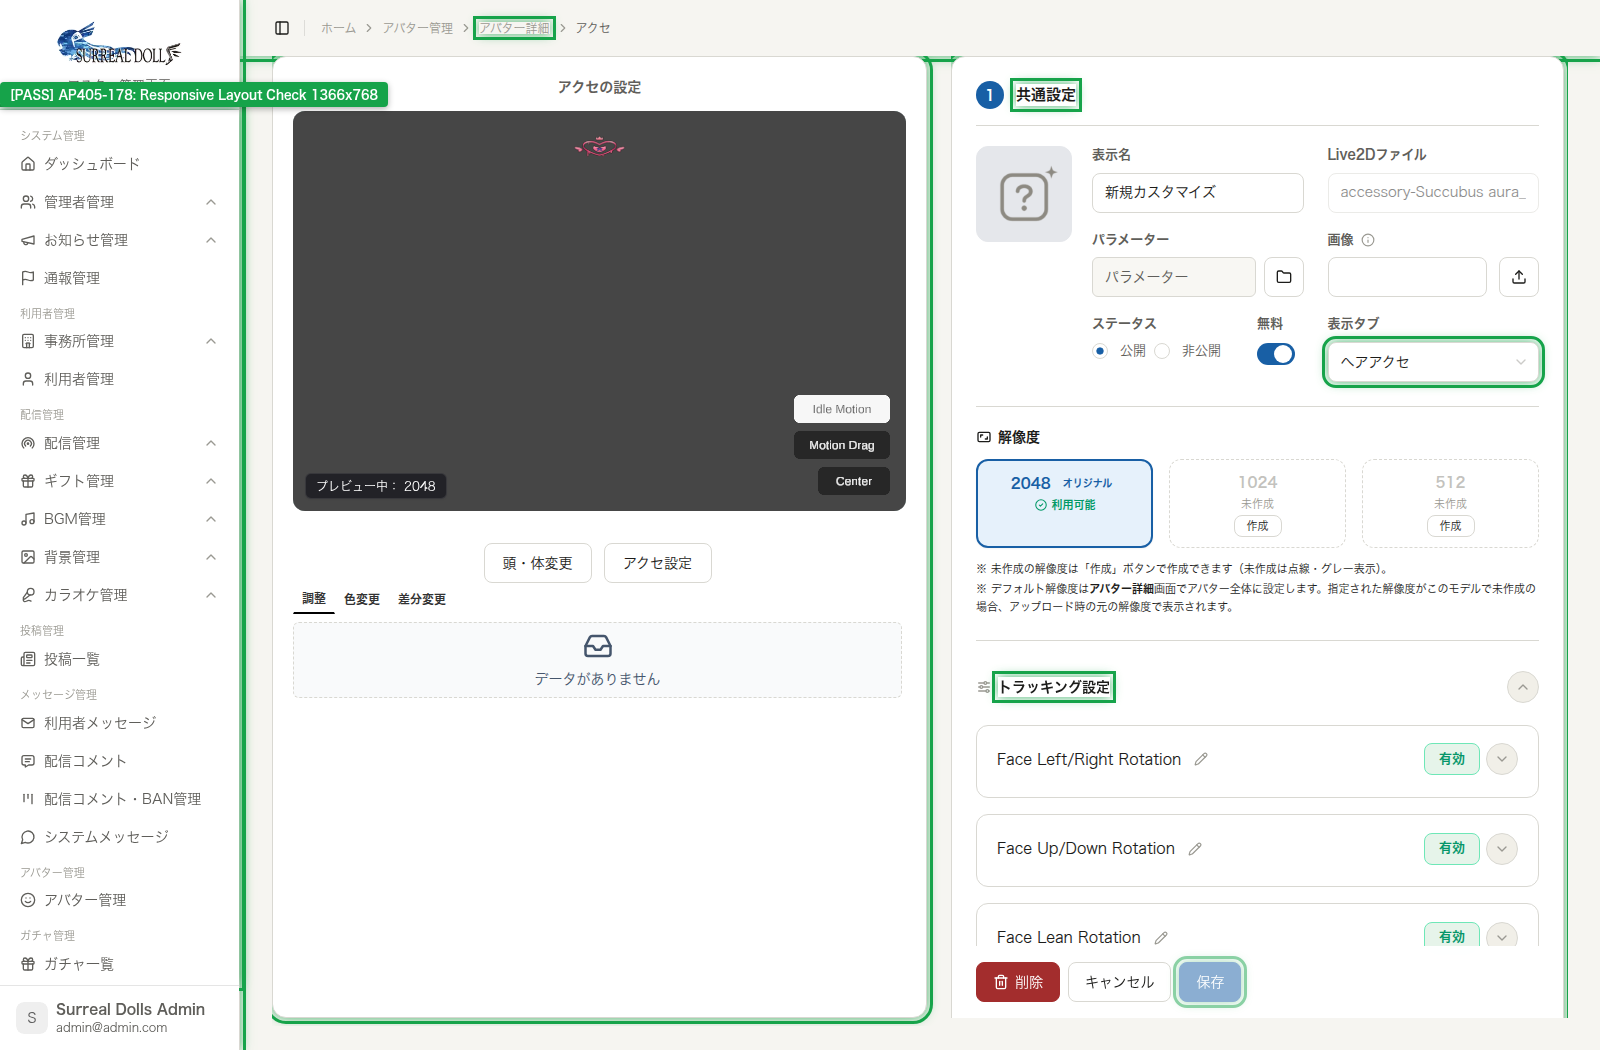 SURREAL DOLL
[PASS] AP405-178: Responsive Layout Check 1366x768
システム管理
ダッシュボード
管理者管理
お知らせ管理
通報管理
利用者管理
事務所管理
利用者管理
配信管理
配信管理
ギフト管理
BGM管理
背景管理
カラオケ管理
投稿管理
投稿一覧
メッセージ管理
利用者メッセージ
配信コメント
配信コメント・BAN管理
システムメッセージ
アバター管理
アバター管理
ガチャ管理
ガチャ一覧
S
Surreal Dolls Admin
admin@admin.com
ホーム > アバター管理 > アバター詳細 > アクセ
アクセの設定
Idle Motion
Motion Drag
Center
プレビュー中： 2048
頭・体変更 アクセ設定
調整 色変更 差分変更
データがありません
1 共通設定
表示名 Live2Dファイル
新規カスタマイズ accessory-Succubus aura_
パラメーター 画像
パラメーター
ステータス 無料 表示タブ
公開 非公開 ヘアアクセ
解像度
2048 オリジナル
利用可能
1024
未作成
作成
512
未作成
作成
※ 未作成の解像度は「作成」ボタンで作成できます（未作成は点線・グレー表示）。
※ デフォルト解像度はアバター詳細画面でアバター全体に設定します。指定された解像度がこのモデルで未作成の
場合、アップロード時の元の解像度で表示されます。
トラッキング設定
Face Left/Right Rotation 有効
Face Up/Down Rotation 有効
Face Lean Rotation 有効
削除 キャンセル 保存